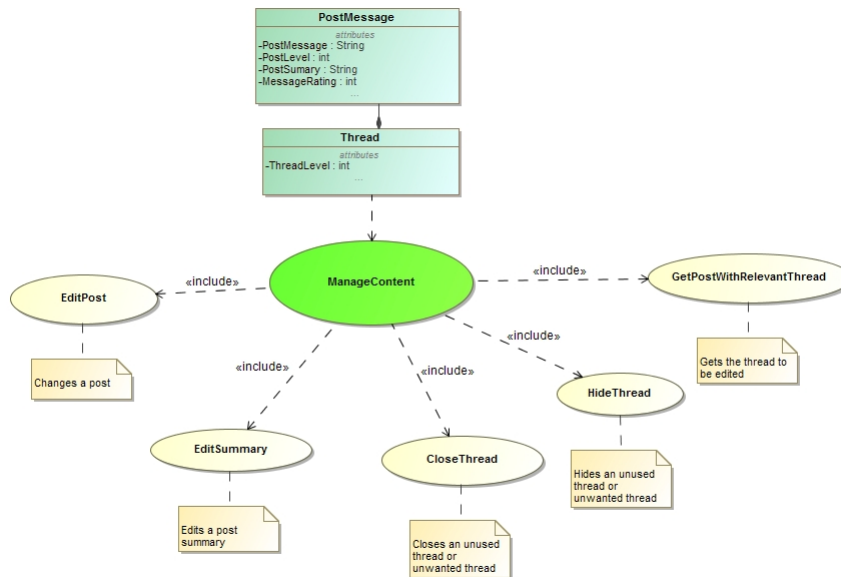 PostMessage
attributes
-PostMessage : String
-PostLevel : int
-PostSumary : String
-MessageRating : int
...
Thread
attributes
-ThreadLevel : int
...
ManageContent
«include»
«include»
«include»
«include»
«include»
EditPost
Changes a post
EditSummary
Edits a post
summary
CloseThread
Closes an unused
thread or
unwanted thread
HideThread
Hides an unused
thread or
unwanted thread
GetPostWithRelevantThread
Gets the thread to
be edited